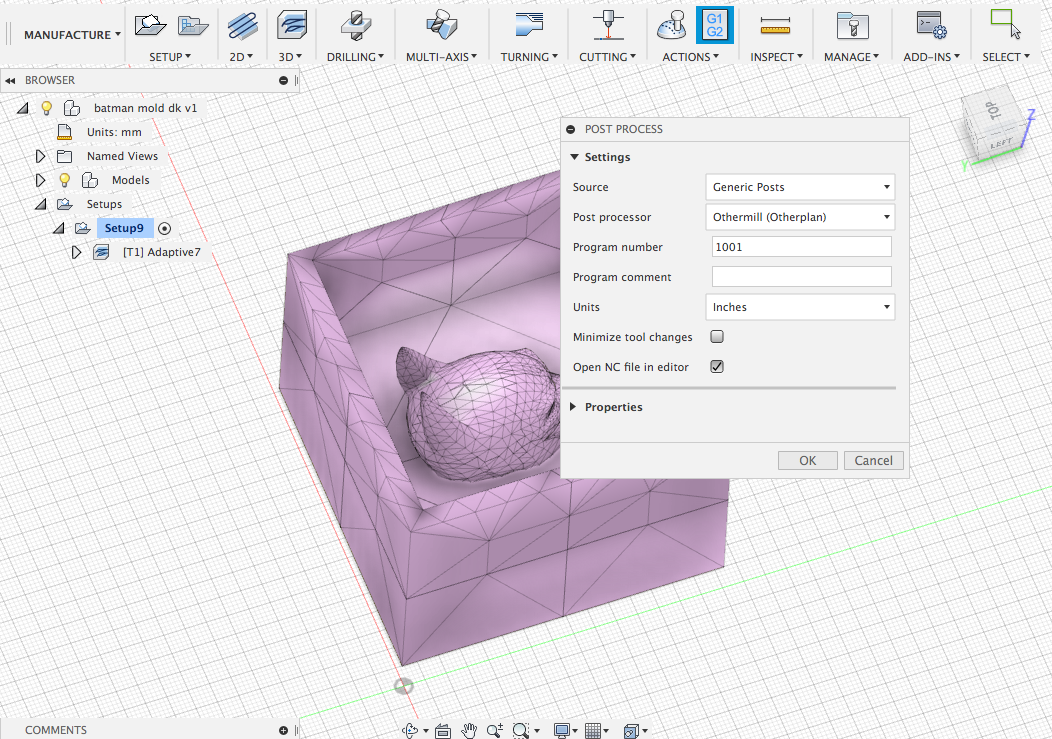 MANUFACTURE
SETUP
2D
3D
DRILLING
MULTI-AXIS
TURNING
CUTTING
G1
G2
ACTIONS
INSPECT
MANAGE
ADD-INS
SELECT
BROWSER
batman mold dk v1
Units: mm
Named Views
Models
Setups
Setup9
[T1] Adaptive7
TOP
LEFT
Z
Y
POST PROCESS
Settings
Source Generic Posts
Post processor Othermill (Otherplan)
Program number 1001
Program comment
Units Inches
Minimize tool changes
Open NC file in editor
Properties
OK Cancel
COMMENTS